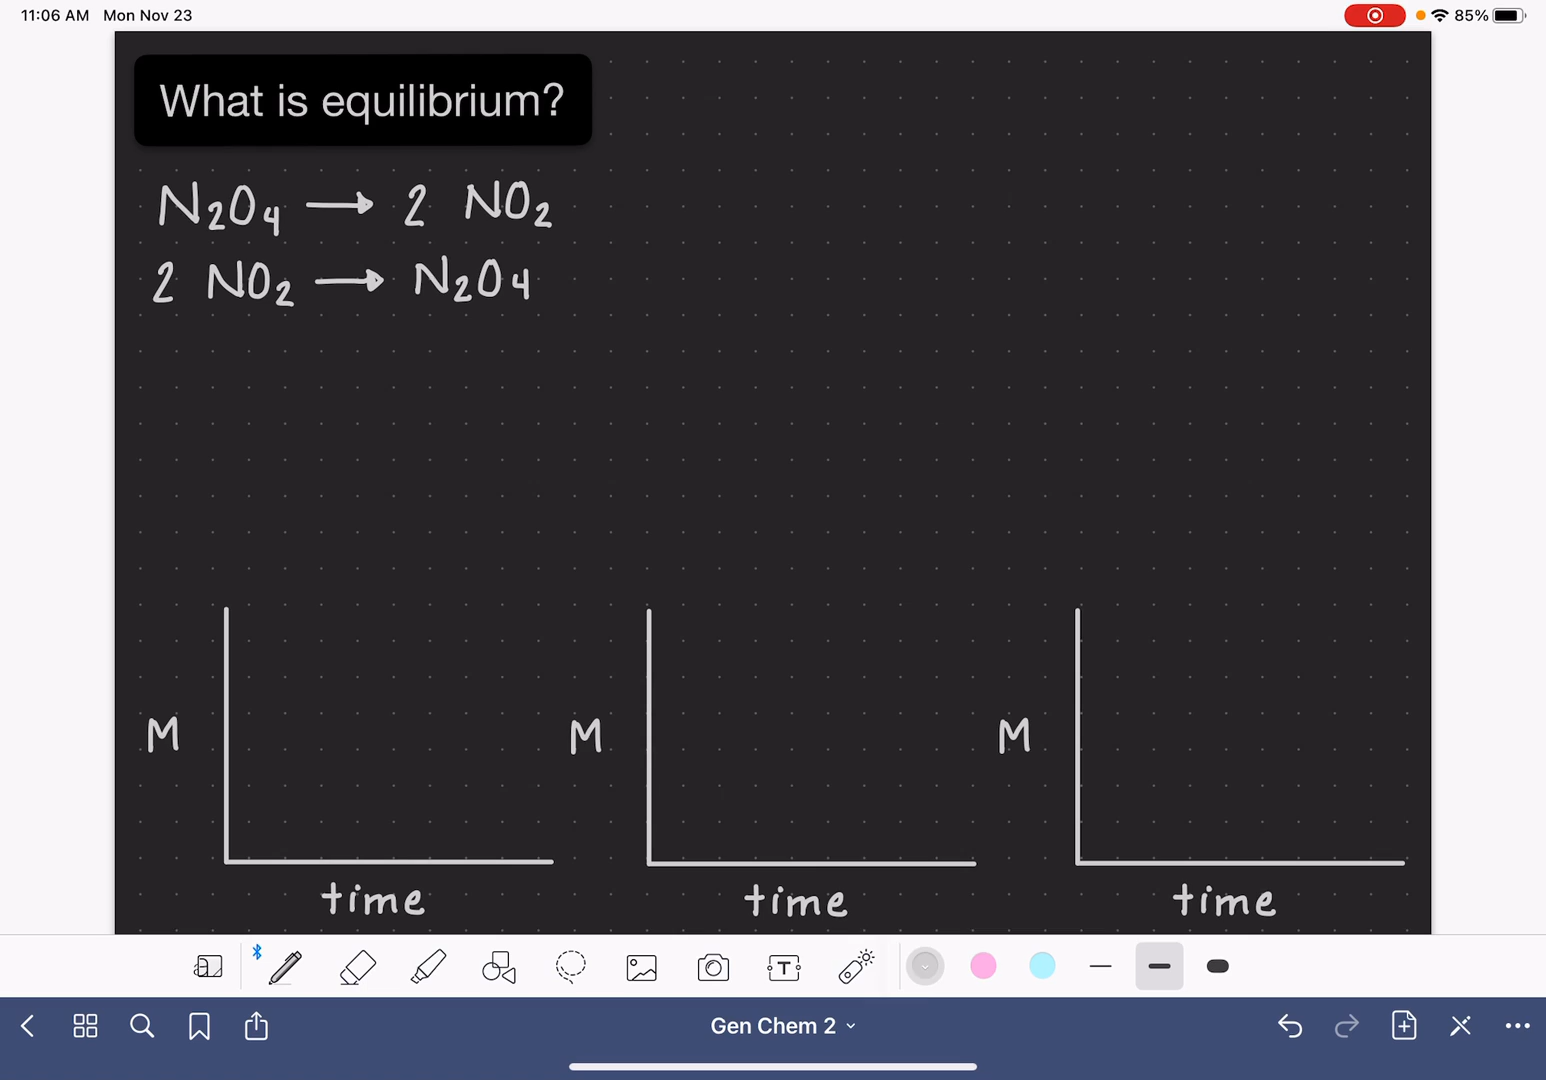 11:06 AM Mon Nov 23
85%
What is equilibrium?
N₂O₄ → 2 NO₂
2 NO₂ → N₂O₄
M
M
M
time
time
time
T
Gen Chem 2